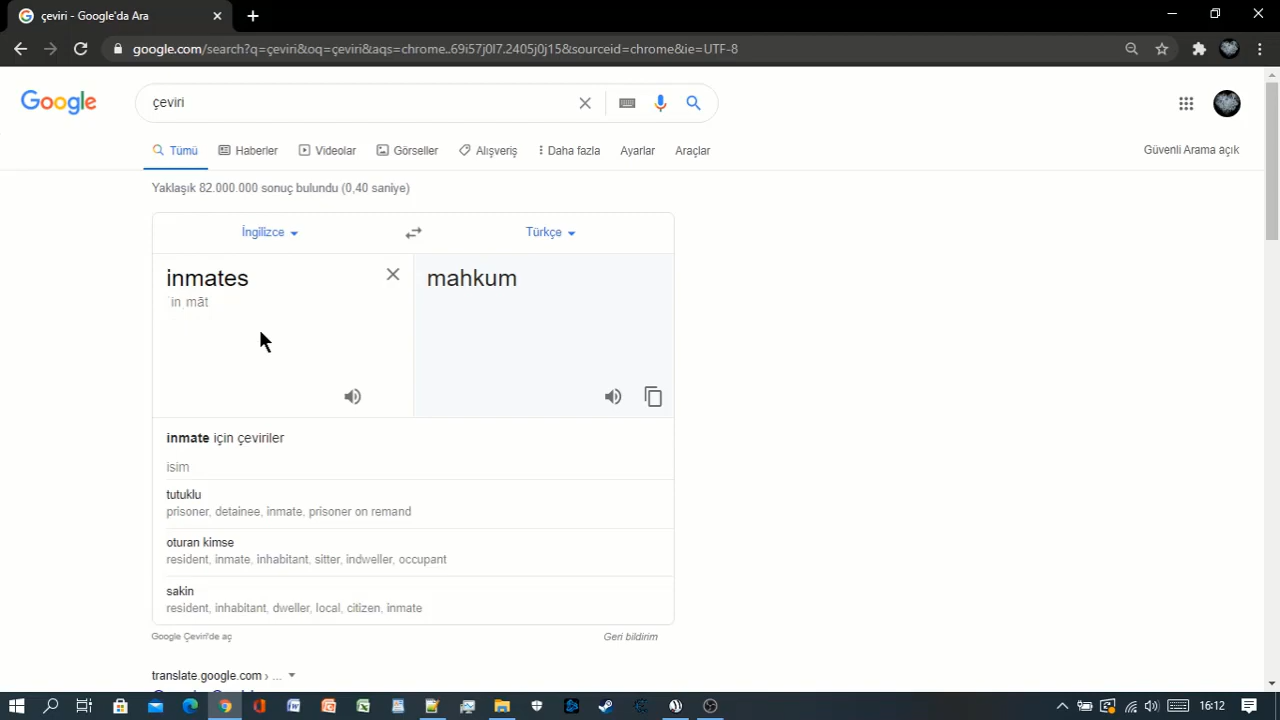 çeviri - Google'da Ara
google.com/search?q=çeviri&oq=çeviri&aqs=chrome..69i57j0l7.2405j0j15&sourceid=chrome&ie=UTF-8
Google
çeviri
Tümü Haberler Videolar Görseller Alışveriş Daha fazla Ayarlar Araçlar
Güvenli Arama açık
Yaklaşık 82.000.000 sonuç bulundu (0,40 saniye)
İngilizce Türkçe
inmates mahkum
ˈinˌmāt
inmate için çeviriler
isim
tutuklu
prisoner, detainee, inmate, prisoner on remand
oturan kimse
resident, inmate, inhabitant, sitter, indweller, occupant
sakin
resident, inhabitant, dweller, local, citizen, inmate
Google Çeviri'de aç Geri bildirim
translate.google.com › ...
16:12